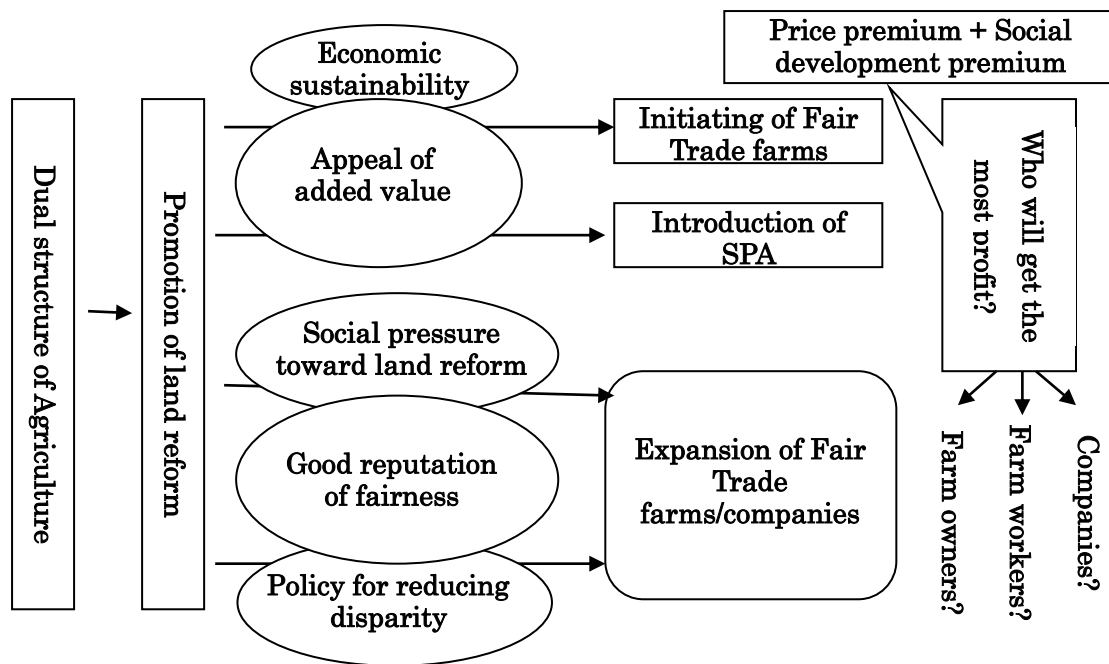 Dual structure of Agriculture
Promotion of land reform
Economic
sustainability
Appeal of
added value
Social pressure
toward land reform
Good reputation
of fairness
Policy for reducing
disparity
Initiating of Fair
Trade farms
Introduction of
SPA
Expansion of Fair
Trade
farms/companies
Price premium + Social
development premium
Who will get the
most profit?
Farm owners?
Farm workers?
Companies?